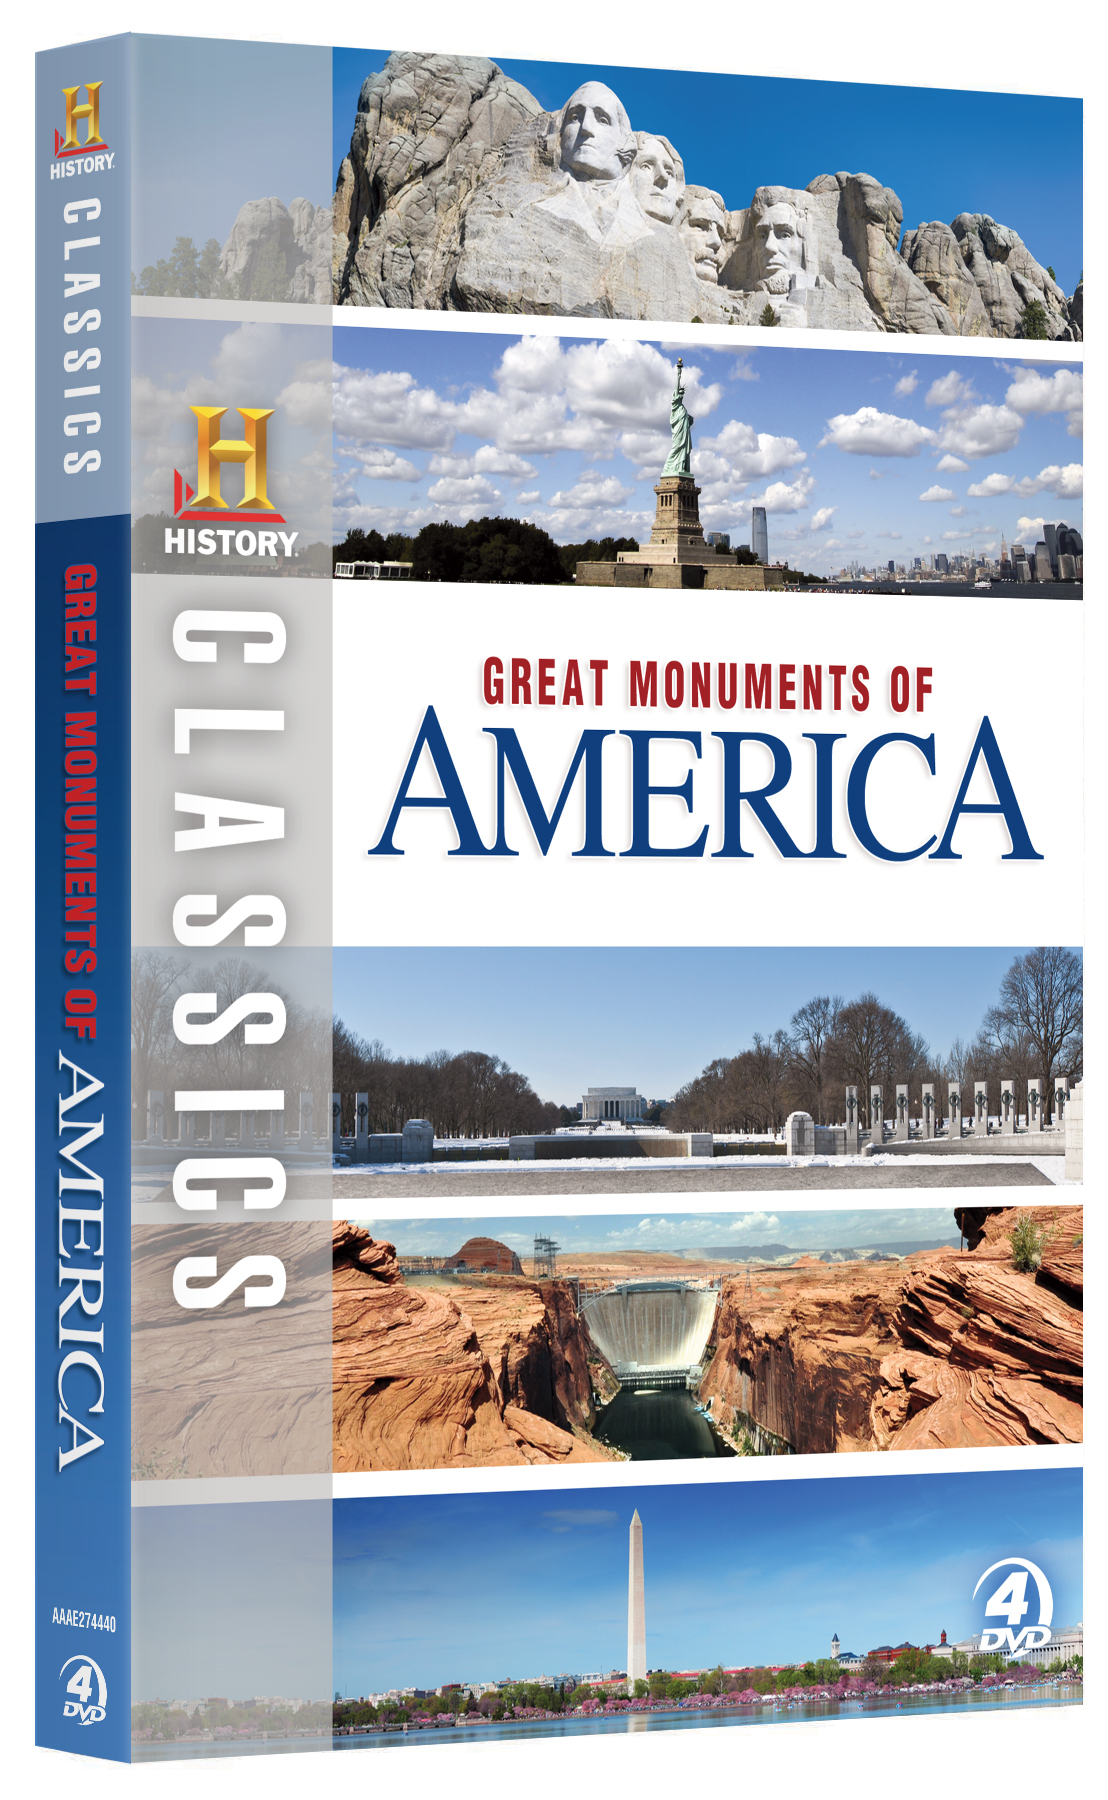 H
HISTORY
CLASSICS
GREAT MONUMENTS OF
AMERICA
AAAE274440
4
DVD
H
HISTORY
CLASSICS
GREAT MONUMENTS OF
AMERICA
4
DVD